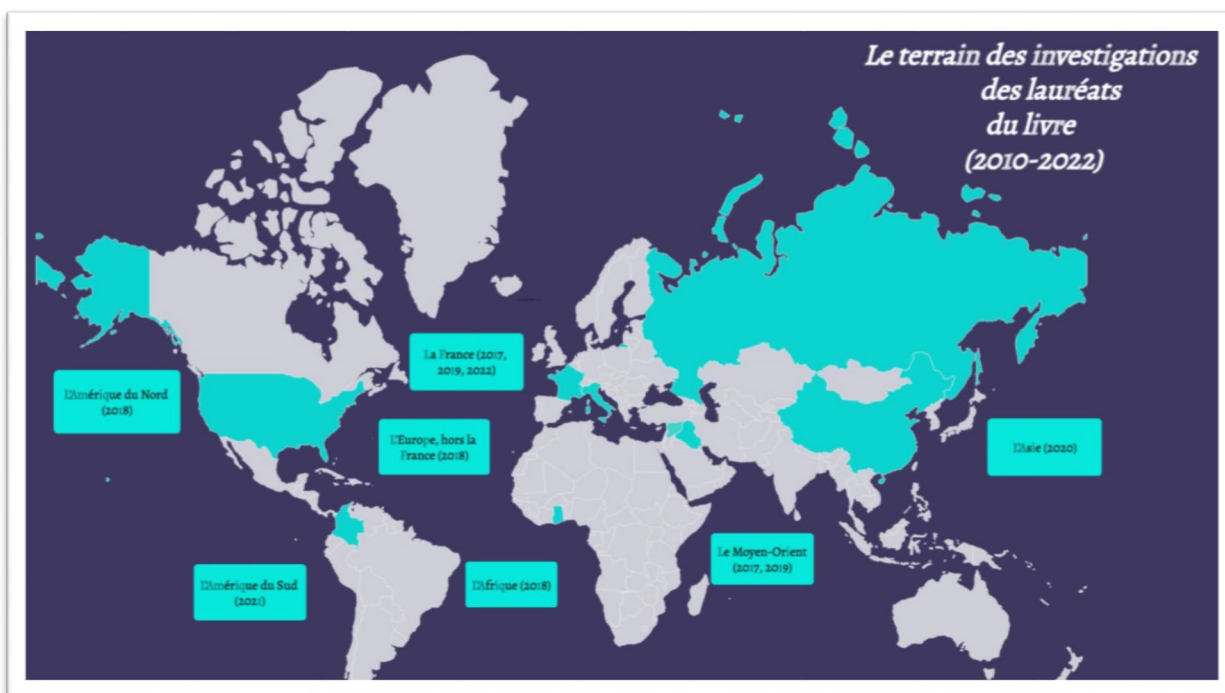 Le terrain des investigations
des lauréats
du livre
(2010-2022)
La France (2017,
2019, 2022)
L'Amérique du Nord
(2018)
L'Europe, hors la
France (2018)
L'Asie (2020)
Le Moyen-Orient
(2017, 2019)
L'Amérique du Sud
(2021)
L'Afrique (2018)